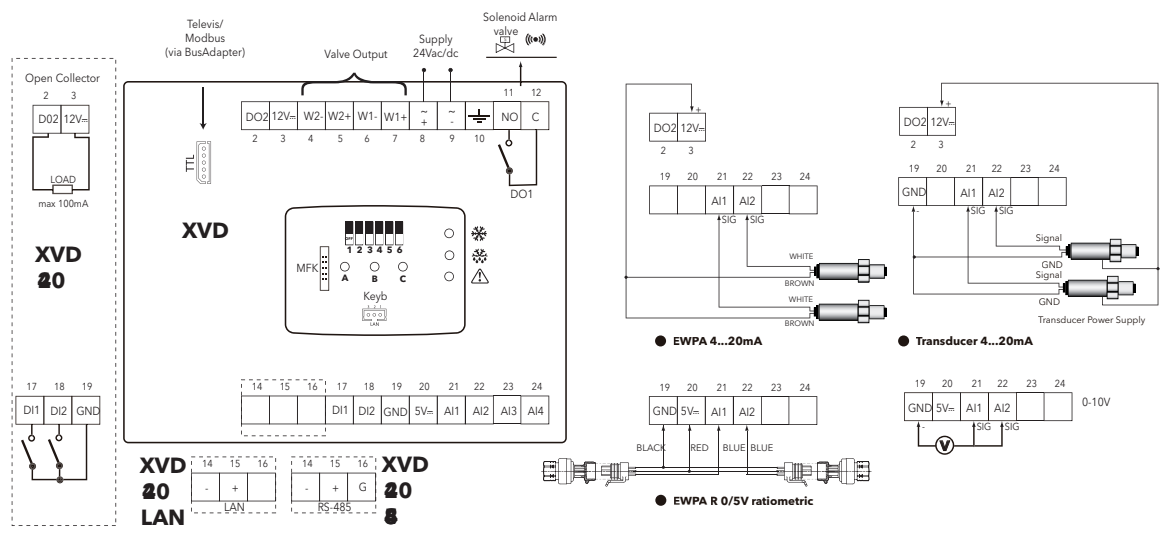 Televis/
Modbus
(via BusAdapter)
Valve Output
Supply
24Vac/dc
Solenoid Alarm
valve
Open Collector
2 3
D02 12V
LOAD
max 100mA
XVD
17 18 19
DI1 DI2 GND
TTL
XVD
11 12
DO2 12V W2- W2+ W1- W1+ ~ + ~ - NO C
2 3 4 5 6 7 8 9 10
DO1
OFF
1 2 3 4 5 6
MFK
A B C
Keyb
1 2 3
LAN
14 15 16 17 18 19 20 21 22 23 24
DI1 DI2 GND 5V AI1 AI2 AI3 AI4
XVD
LAN
14 15 16
- +
LAN
14 15 16
- + G
RS-485
XVD
+
DO2 12V
2 3
19 20 21 22 23 24
AI1 AI2
SIG SIG
WHITE
BROWN
WHITE
BROWN
EWPA 4...20mA
+
DO2 12V
2 3
19 20 21 22 23 24
GND AI1 AI2
- SIG SIG
Signal
GND
Signal
GND
Transducer Power Supply
Transducer 4...20mA
19 20 21 22 23 24
GND 5V AI1 AI2
BLACK RED BLUE BLUE
EWPA R 0/5V ratiometric
19 20 21 22 23 24
GND 5V AI1 AI2
0-10V
- SIG SIG
V